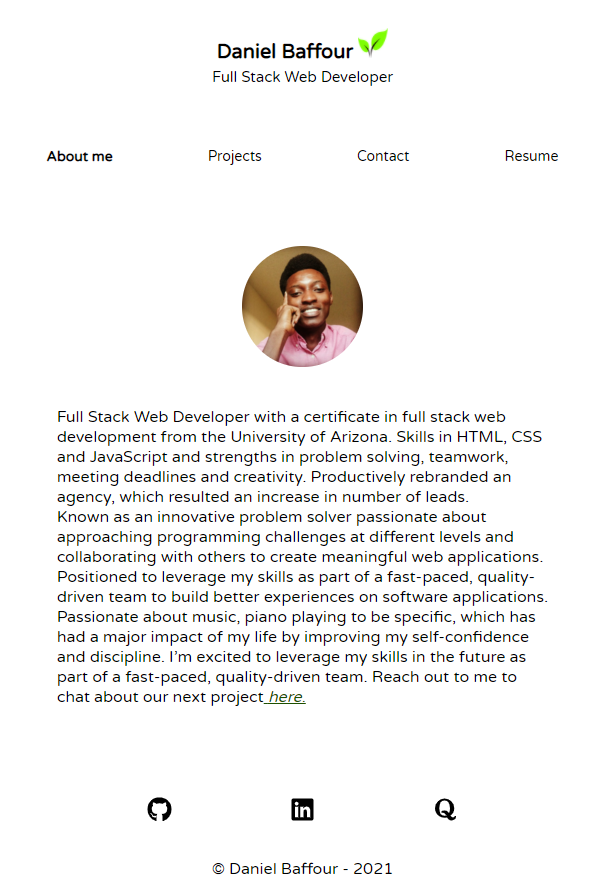 Daniel Baffour
Full Stack Web Developer
About me Projects Contact Resume
Full Stack Web Developer with a certificate in full stack web
development from the University of Arizona. Skills in HTML, CSS
and JavaScript and strengths in problem solving, teamwork,
meeting deadlines and creativity. Productively rebranded an
agency, which resulted an increase in number of leads.
Known as an innovative problem solver passionate about
approaching programming challenges at different levels and
collaborating with others to create meaningful web applications.
Positioned to leverage my skills as part of a fast-paced, quality-
driven team to build better experiences on software applications.
Passionate about music, piano playing to be specific, which has
had a major impact of my life by improving my self-confidence
and discipline. I’m excited to leverage my skills in the future as
part of a fast-paced, quality-driven team. Reach out to me to
chat about our next project here.
© Daniel Baffour - 2021